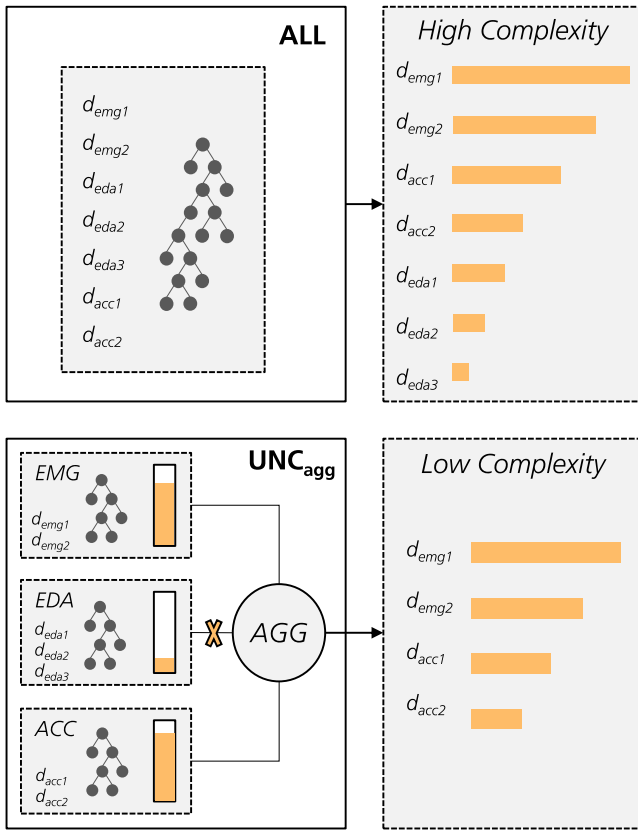 ALL
d_emg1
d_emg2
d_eda1
d_eda2
d_eda3
d_acc1
d_acc2
High Complexity
d_emg1
d_emg2
d_acc1
d_acc2
d_eda1
d_eda2
d_eda3
UNC_agg
EMG
d_emg1
d_emg2
EDA
d_eda1
d_eda2
d_eda3
ACC
d_acc1
d_acc2
AGG
Low Complexity
d_emg1
d_emg2
d_acc1
d_acc2